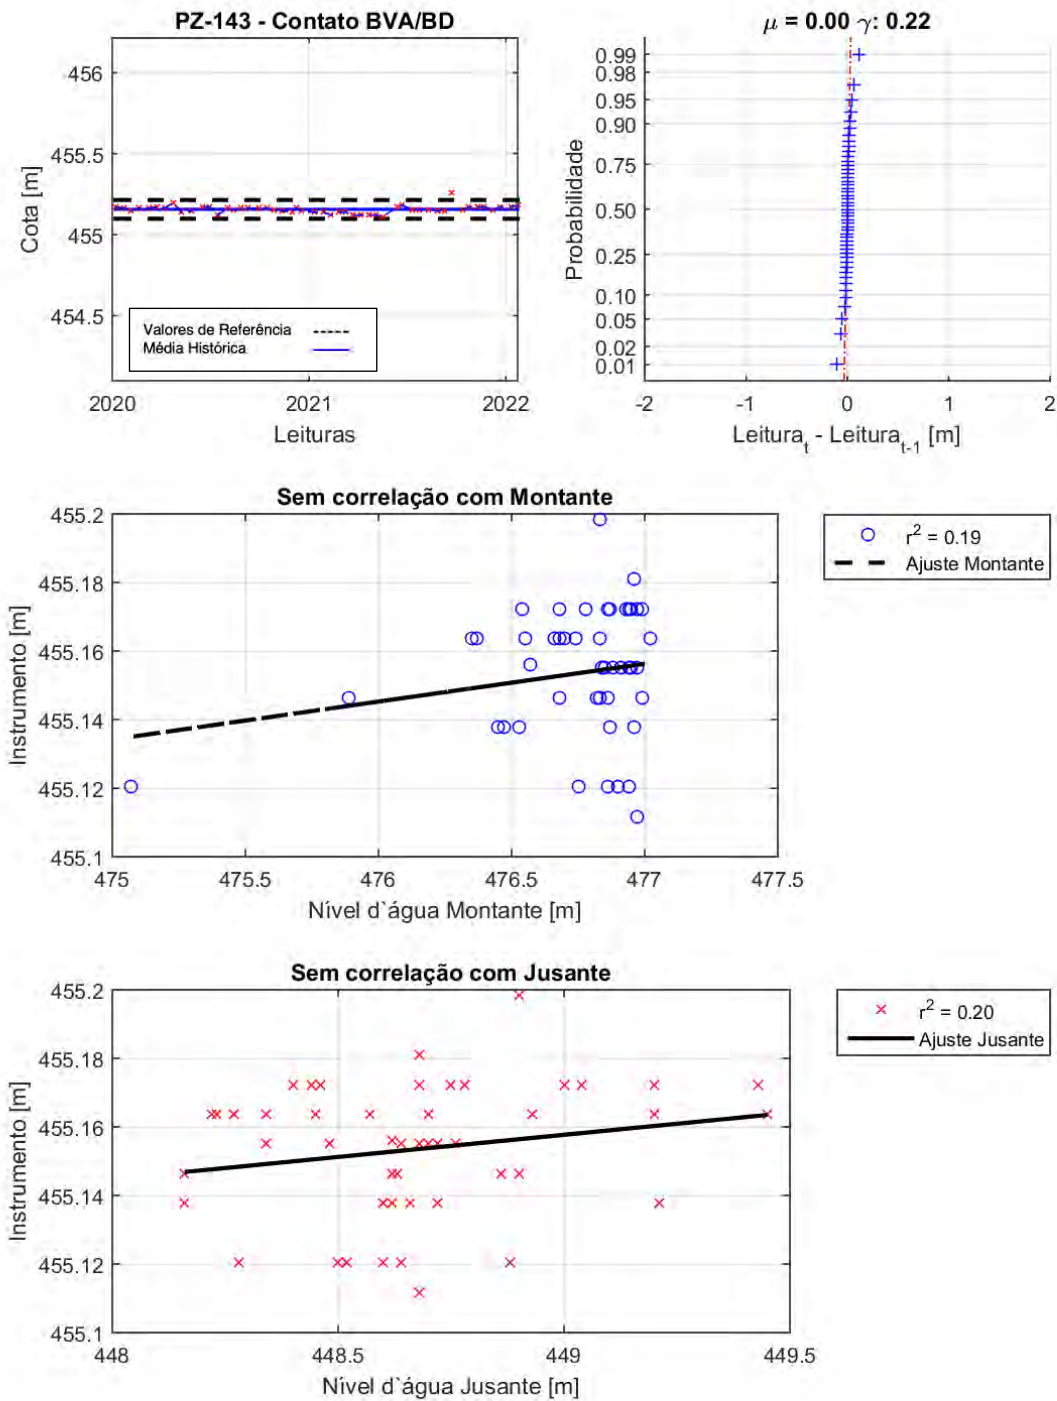 PZ-143 - Contato BVA/BD
456
455.5
455
454.5
Cota [m]
Valores de Referência
Média Histórica
2020
2021
2022
Leituras
μ = 0.00 γ: 0.22
0.99
0.98
0.95
0.90
0.75
0.50
0.25
0.10
0.05
0.02
0.01
Probabilidade
-2
-1
0
1
2
Leitura_t - Leitura_t-1 [m]
Sem correlação com Montante
455.2
455.18
455.16
455.14
455.12
455.1
Instrumento [m]
475
475.5
476
476.5
477
477.5
Nível d`água Montante [m]
r² = 0.19
Ajuste Montante
Sem correlação com Jusante
455.2
455.18
455.16
455.14
455.12
455.1
Instrumento [m]
448
448.5
449
449.5
Nível d`água Jusante [m]
r² = 0.20
Ajuste Jusante